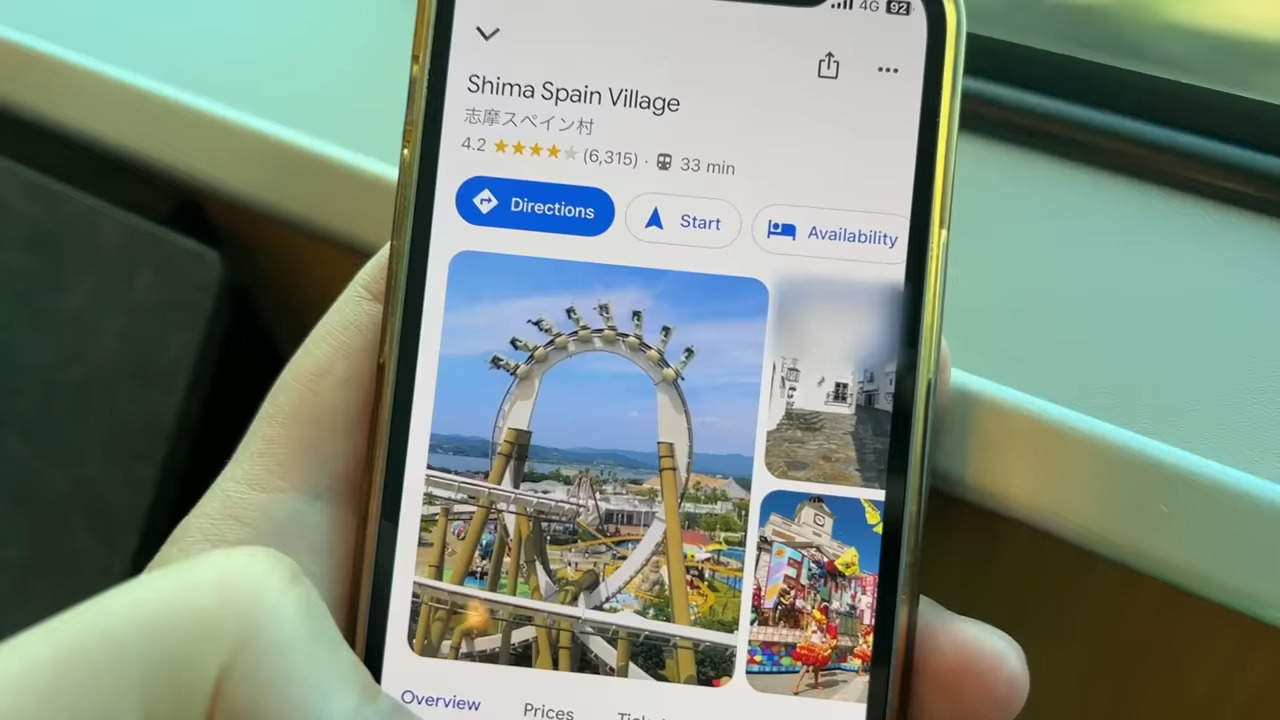 4G 92
Shima Spain Village
志摩スペイン村
4.2 (6,315) · 33 min
Directions Start Availability
Overview Prices